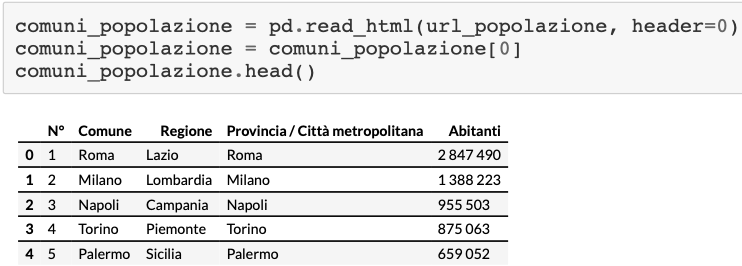 comuni_popolazione = pd.read_html(url_popolazione, header=0)
comuni_popolazione = comuni_popolazione[0]
comuni_popolazione.head()
N° Comune Regione Provincia / Città metropolitana Abitanti
0 1 Roma Lazio Roma 2 847 490
1 2 Milano Lombardia Milano 1 388 223
2 3 Napoli Campania Napoli 955 503
3 4 Torino Piemonte Torino 875 063
4 5 Palermo Sicilia Palermo 659 052